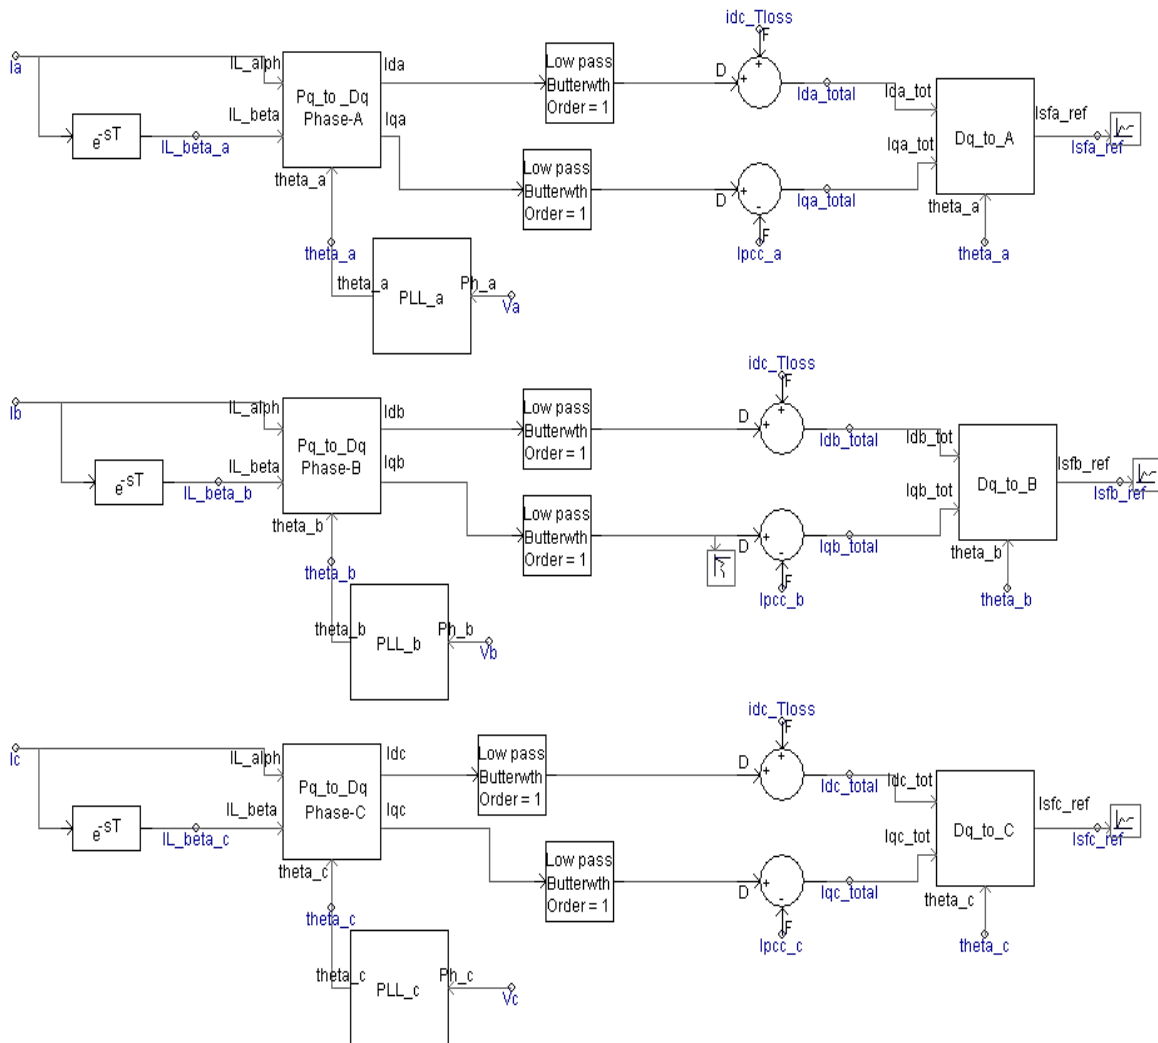 idc_Tloss
F
Ia
IL_alph
Ida
Low pass
Butterwth
Order = 1
D
+
+
Ida_total
Ida_tot
Pq_to _Dq
Phase-A
Isfa_ref
Isfa_ref
Dq_to_A
IL_beta
Iqa
e-sT
IL_beta_a
theta_a
Low pass
Butterwth
Order = 1
D
+
-
F
Iqa_total
Iqa_tot
theta_a
Ipcc_a
theta_a
theta_a
theta_a
PLL_a
Ph_a
Va
idc_Tloss
F
Ib
IL_alph
Idb
Low pass
Butterwth
Order = 1
D
+
+
Idb_total
Idb_tot
Pq_to_Dq
Phase-B
Isfb_ref
Isfb_ref
Dq_to_B
IL_beta
Iqb
e-sT
IL_beta_b
theta_b
Low pass
Butterwth
Order = 1
D
+
-
F
Iqb_total
Iqb_tot
theta_b
Ipcc_b
theta_b
theta_b
theta_b
PLL_b
Ph_b
Vb
idc_Tloss
F
Ic
IL_alph
Idc
Low pass
Butterwth
Order = 1
D
+
+
Idc_total
Idc_tot
Pq_to_Dq
Phase-C
Isfc_ref
Isfc_ref
Dq_to_C
IL_beta
Iqc
e-sT
IL_beta_c
theta_c
Low pass
Butterwth
Order = 1
D
+
-
F
Iqc_total
Iqc_tot
theta_c
Ipcc_c
theta_c
theta_c
theta_c
PLL_c
Ph_c
Vc